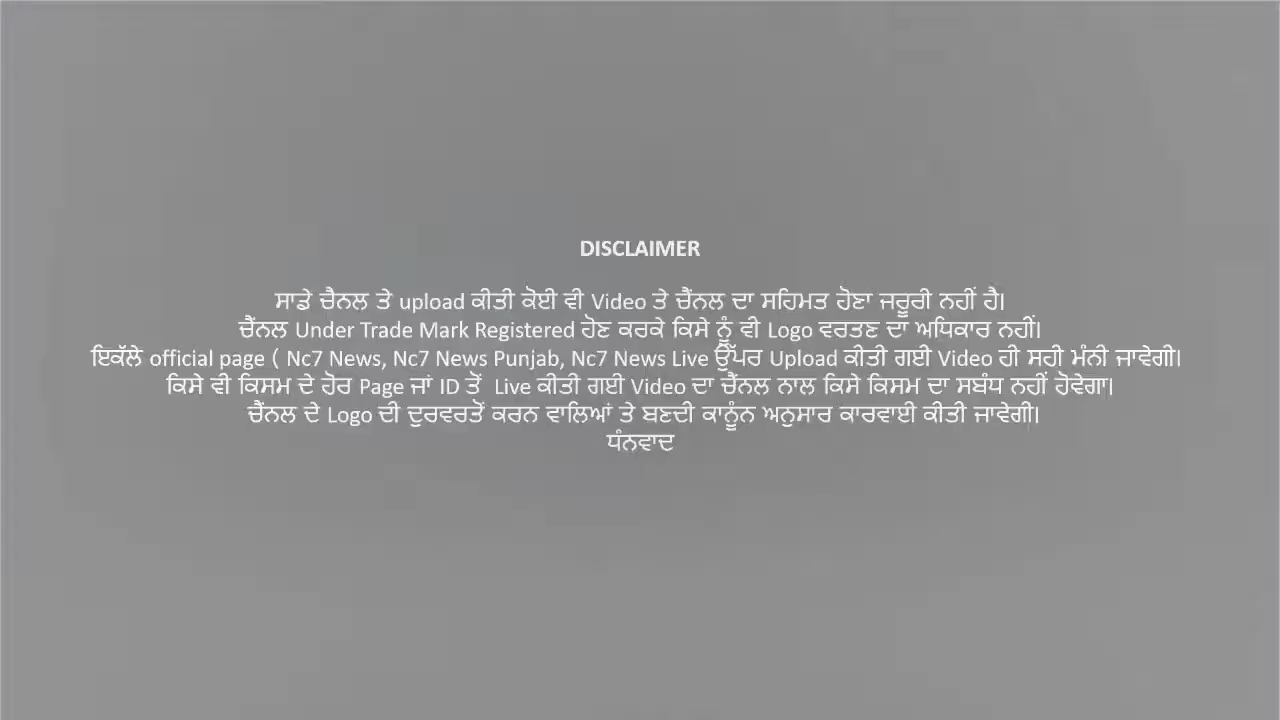 DISCLAIMER
ਸਾਡੇ ਚੈਨਲ ਤੇ upload ਕੀਤੀ ਕੋਈ ਵੀ Video ਤੇ ਚੈਂਨਲ ਦਾ ਸਹਿਮਤ ਹੋਣਾ ਜਰੂਰੀ ਨਹੀਂ ਹੈ।
ਚੈਂਨਲ Under Trade Mark Registered ਹੋਣ ਕਰਕੇ ਕਿਸੇ ਨੂੰ ਵੀ Logo ਵਰਤਣ ਦਾ ਅਧਿਕਾਰ ਨਹੀਂ।
ਇਕੱਲੇ official page ( Nc7 News, Nc7 News Punjab, Nc7 News Live ਉੱਪਰ Upload ਕੀਤੀ ਗਈ Video ਹੀ ਸਹੀ ਮੰਨੀ ਜਾਵੇਗੀ।
ਕਿਸੇ ਵੀ ਕਿਸਮ ਦੇ ਹੋਰ Page ਜਾਂ ID ਤੋਂ Live ਕੀਤੀ ਗਈ Video ਦਾ ਚੈਂਨਲ ਨਾਲ ਕਿਸੇ ਕਿਸਮ ਦਾ ਸਬੰਧ ਨਹੀਂ ਹੋਵੇਗਾ।
ਚੈਂਨਲ ਦੇ Logo ਦੀ ਦੁਰਵਰਤੋਂ ਕਰਨ ਵਾਲਿਆਂ ਤੇ ਬਣਦੀ ਕਾਨੂੰਨ ਅਨੁਸਾਰ ਕਾਰਵਾਈ ਕੀਤੀ ਜਾਵੇਗੀ।
ਧੰਨਵਾਦ